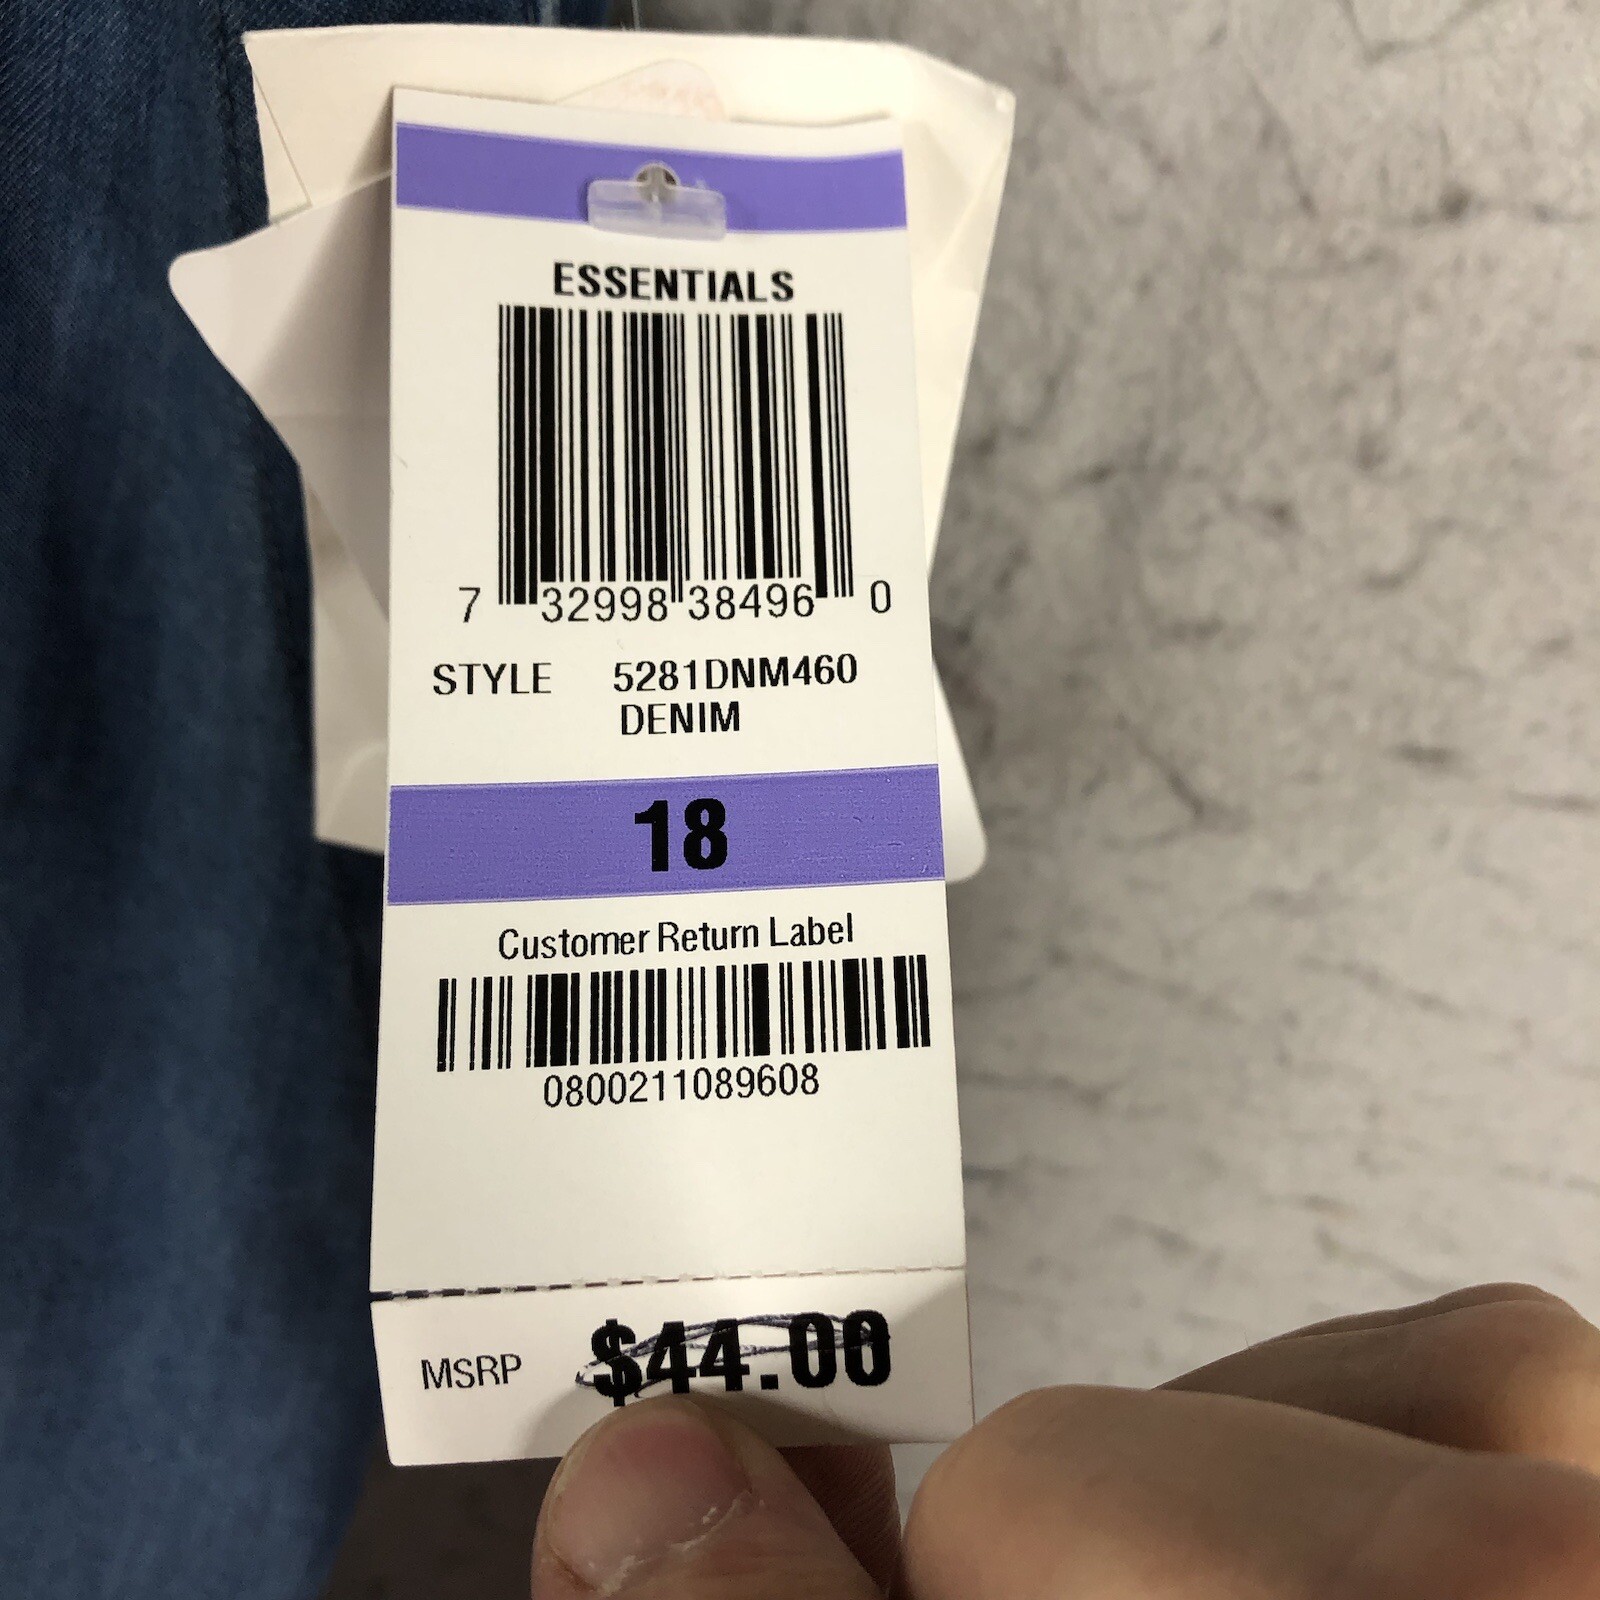 ESSENTIALS
7 32998 38496 0
STYLE 5281DNM460
DENIM
18
Customer Return Label
0800211089608
MSRP $44.00